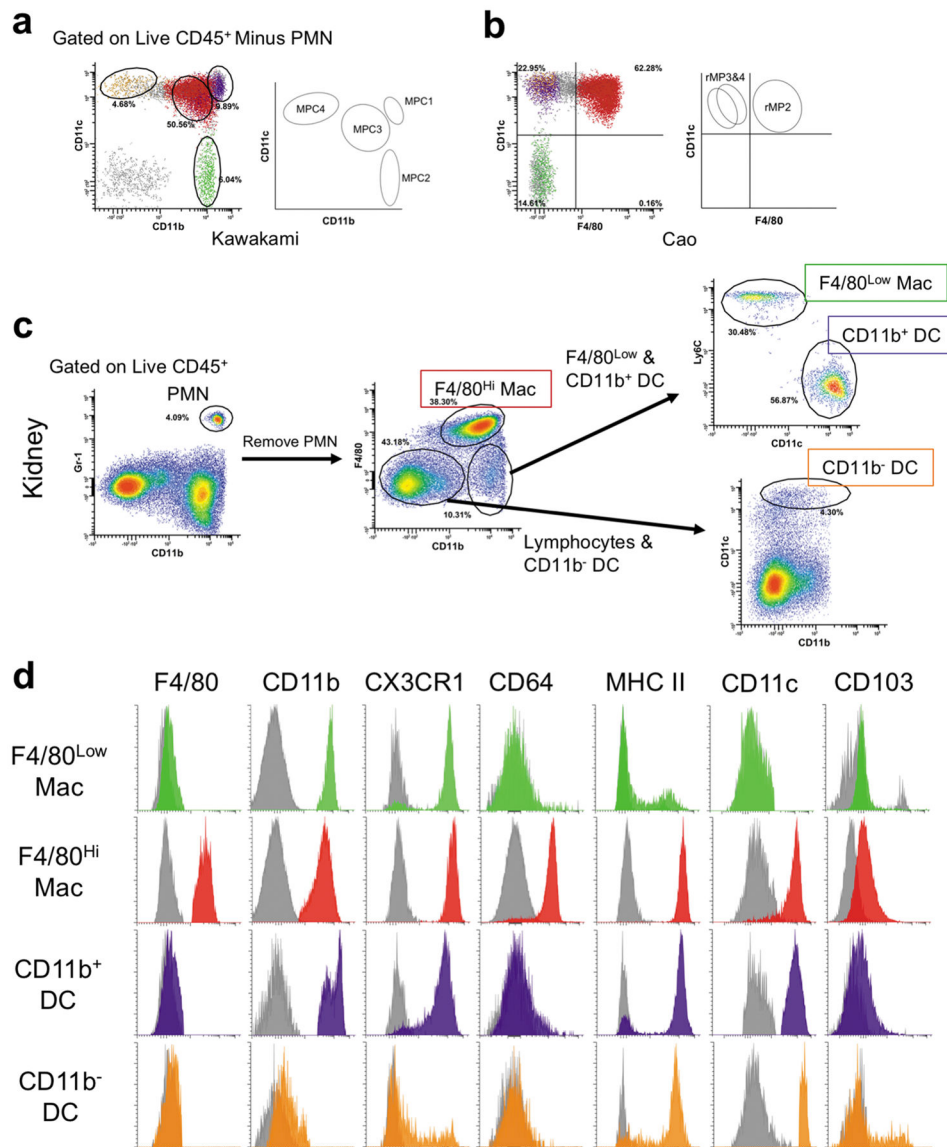 a
Gated on Live CD45+ Minus PMN
CD11c
4.68%
9.89%
50.56%
6.04%
CD11b
CD11c
MPC4
MPC1
MPC3
MPC2
CD11b
Kawakami
b
22.95%
62.28%
CD11c
14.61%
0.16%
F4/80
rMP3&4
rMP2
CD11c
F4/80
Cao
c
Kidney
Gated on Live CD45+
PMN
4.09%
Gr-1
CD11b
Remove PMN
F4/80Hi Mac
38.30%
43.18%
F4/80
10.31%
CD11b
F4/80Low &
CD11b+ DC
Lymphocytes &
CD11b- DC
F4/80Low Mac
30.48%
CD11b+ DC
Ly6C
56.87%
CD11c
CD11b- DC
4.30%
CD11c
CD11b
d
F4/80 CD11b CX3CR1 CD64 MHC II CD11c CD103
F4/80Low
Mac
F4/80Hi
Mac
CD11b+
DC
CD11b-
DC